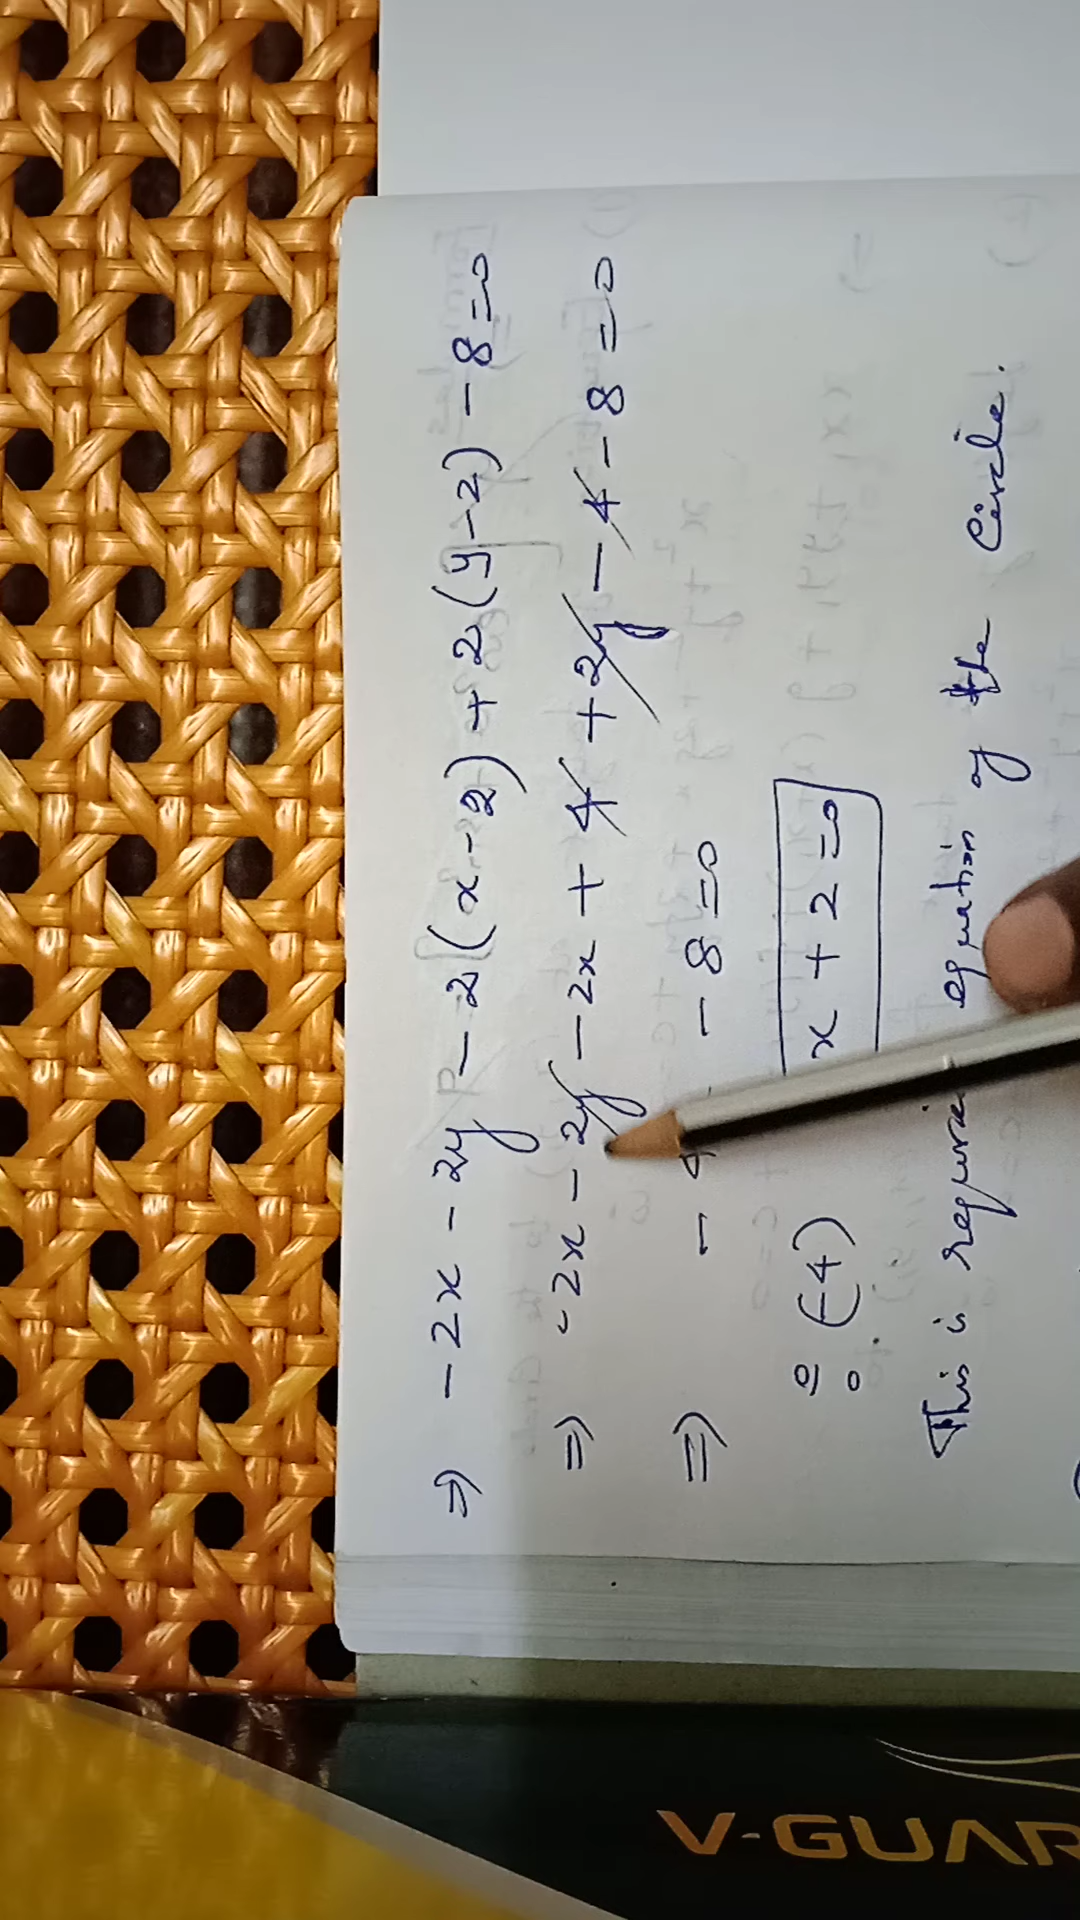 ⇒ -2x - 2y - 2(x-2) + 2(y-2) - 8 = 0
⇒ -2x - 2y - 2x + 4 + 2y - 4 - 8 = 0
⇒ - 4 - 8 = 0
÷ (-4) x + 2 = 0
This is equation of the Circle.
V-GUAR